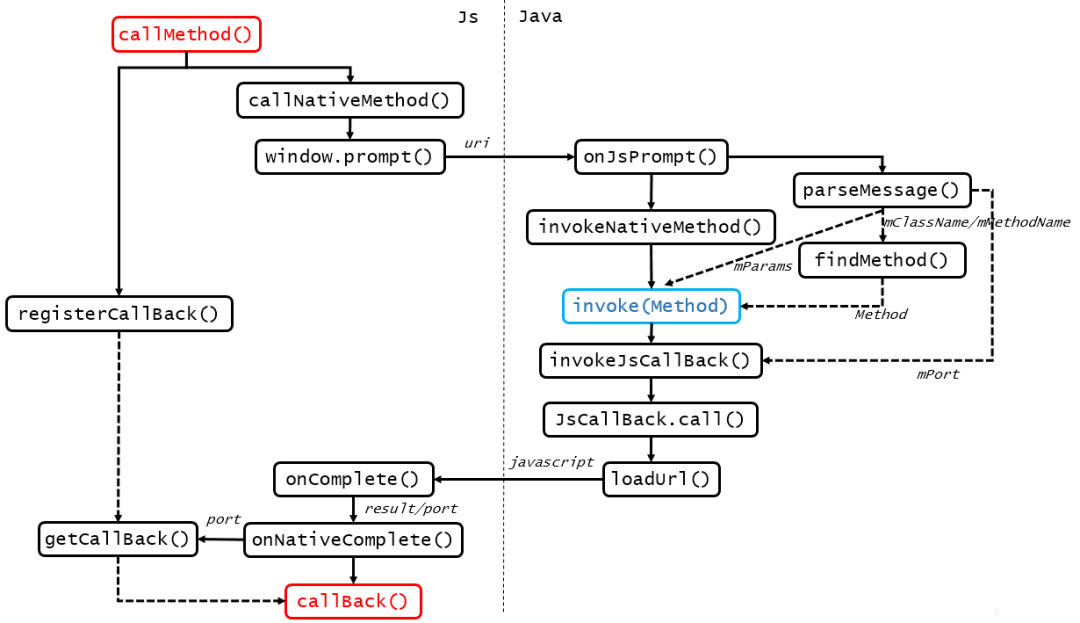 Js
Java
callMethod()
callNativeMethod()
window.prompt()
uri
onJsPrompt()
parseMessage()
invokeNativeMethod()
mClassName/mMethodName
findMethod()
mParams
registerCallBack()
invoke(Method)
Method
invokeJsCallBack()
mPort
JsCallBack.call()
javascript
onComplete()
loadUrl()
result/port
port
getCallBack()
onNativeComplete()
callBack()